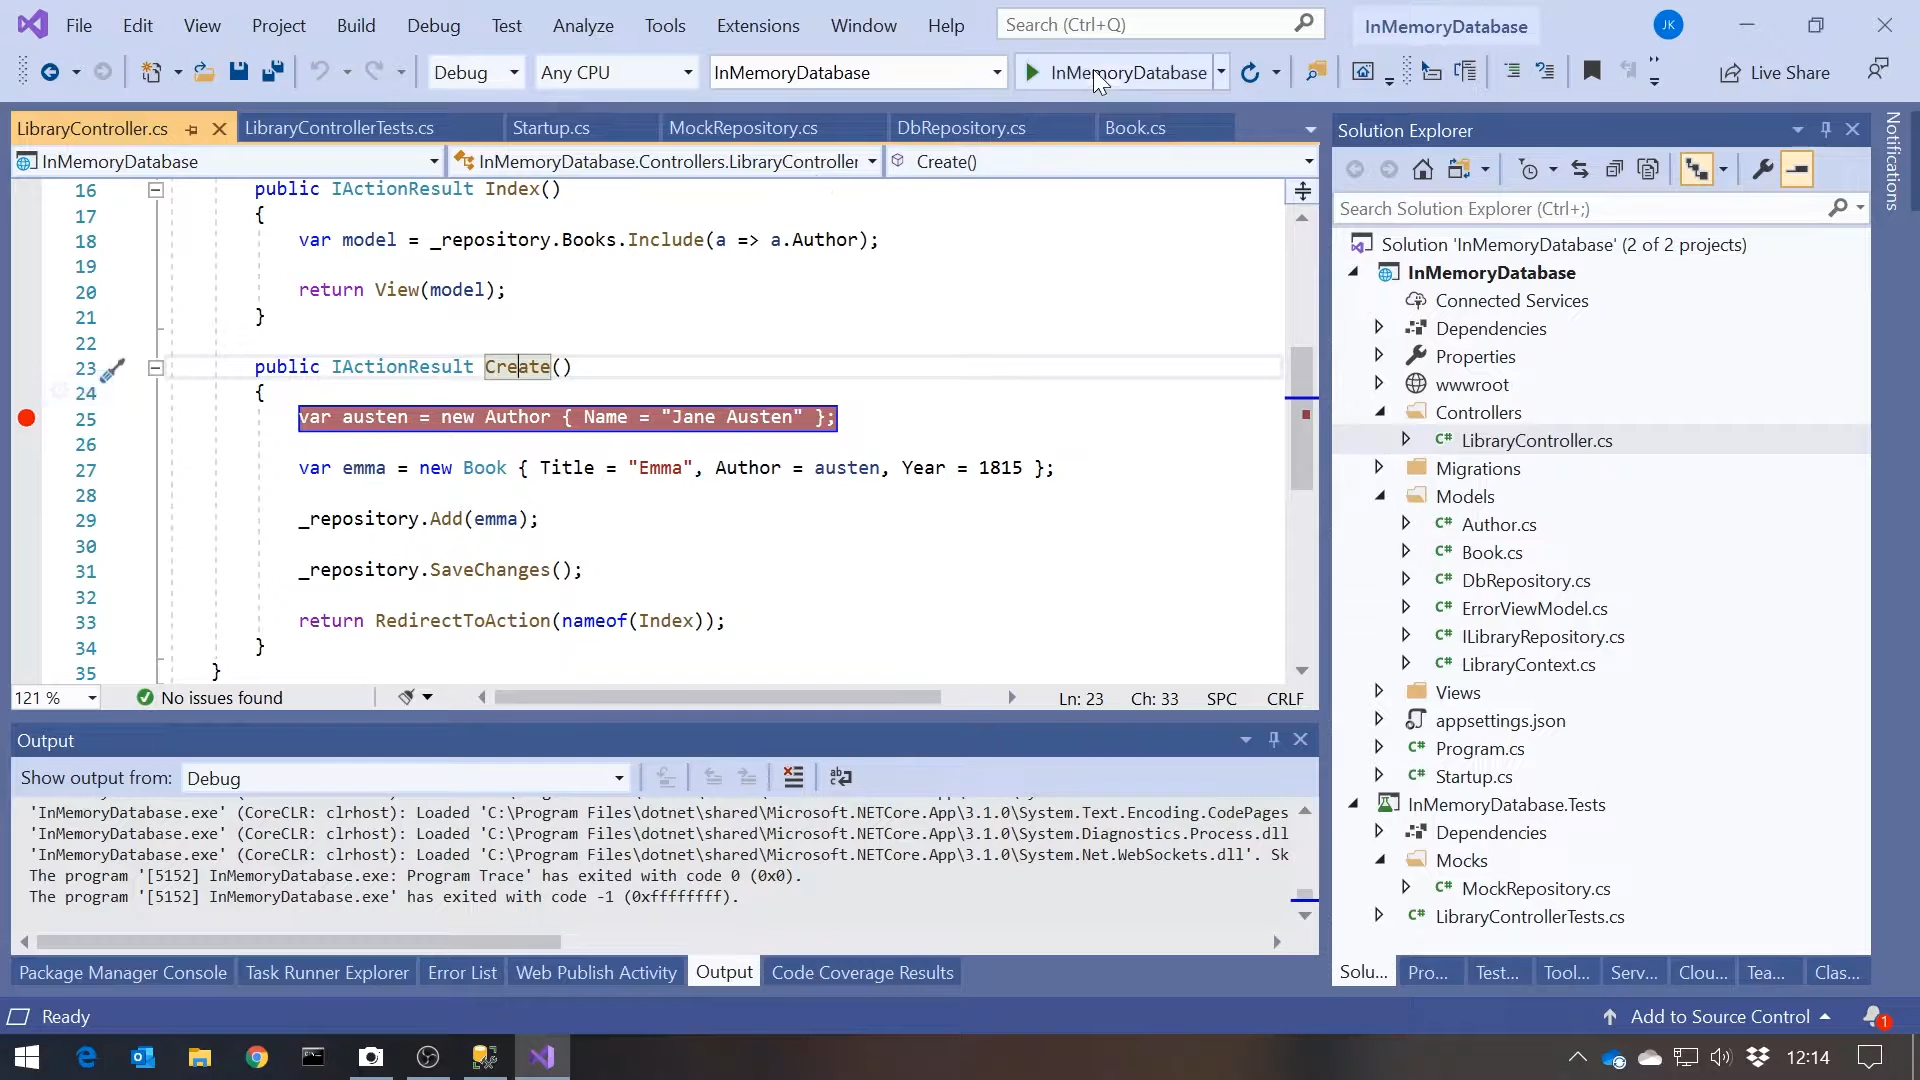 File Edit View Project Build Debug Test Analyze Tools Extensions Window Help Search (Ctrl+Q) InMemoryDatabase JK
Debug Any CPU InMemoryDatabase InMemoryDatabase Live Share
LibraryController.cs LibraryControllerTests.cs Startup.cs MockRepository.cs DbRepository.cs Book.cs
InMemoryDatabase InMemoryDatabase.Controllers.LibraryController Create()
16 public IActionResult Index()
17 {
18 var model = _repository.Books.Include(a => a.Author);
19
20 return View(model);
21 }
22
23 public IActionResult Create()
24 {
25 var austen = new Author { Name = "Jane Austen" };
26
27 var emma = new Book { Title = "Emma", Author = austen, Year = 1815 };
28
29 _repository.Add(emma);
30
31 _repository.SaveChanges();
32
33 return RedirectToAction(nameof(Index));
34 }
35 }
121 % No issues found Ln: 23 Ch: 33 SPC CRLF
Output
Show output from: Debug
'InMemoryDatabase.exe' (CoreCLR: clrhost): Loaded 'C:\Program Files\dotnet\shared\Microsoft.NETCore.App\3.1.0\System.Text.Encoding.CodePages
'InMemoryDatabase.exe' (CoreCLR: clrhost): Loaded 'C:\Program Files\dotnet\shared\Microsoft.NETCore.App\3.1.0\System.Diagnostics.Process.dll
'InMemoryDatabase.exe' (CoreCLR: clrhost): Loaded 'C:\Program Files\dotnet\shared\Microsoft.NETCore.App\3.1.0\System.Net.WebSockets.dll'. Sk
The program '[5152] InMemoryDatabase.exe: Program Trace' has exited with code 0 (0x0).
The program '[5152] InMemoryDatabase.exe' has exited with code -1 (0xffffffff).
Package Manager Console Task Runner Explorer Error List Web Publish Activity Output Code Coverage Results
Solution Explorer
Search Solution Explorer (Ctrl+;)
Solution 'InMemoryDatabase' (2 of 2 projects)
InMemoryDatabase
Connected Services
Dependencies
Properties
wwwroot
Controllers
C# LibraryController.cs
Migrations
Models
C# Author.cs
C# Book.cs
C# DbRepository.cs
C# ErrorViewModel.cs
C# ILibraryRepository.cs
C# LibraryContext.cs
Views
appsettings.json
C# Program.cs
C# Startup.cs
InMemoryDatabase.Tests
Dependencies
Mocks
C# MockRepository.cs
C# LibraryControllerTests.cs
Solu... Pro... Test... Tool... Serv... Clou... Tea... Clas...
Notifications
Ready Add to Source Control 1
12:14